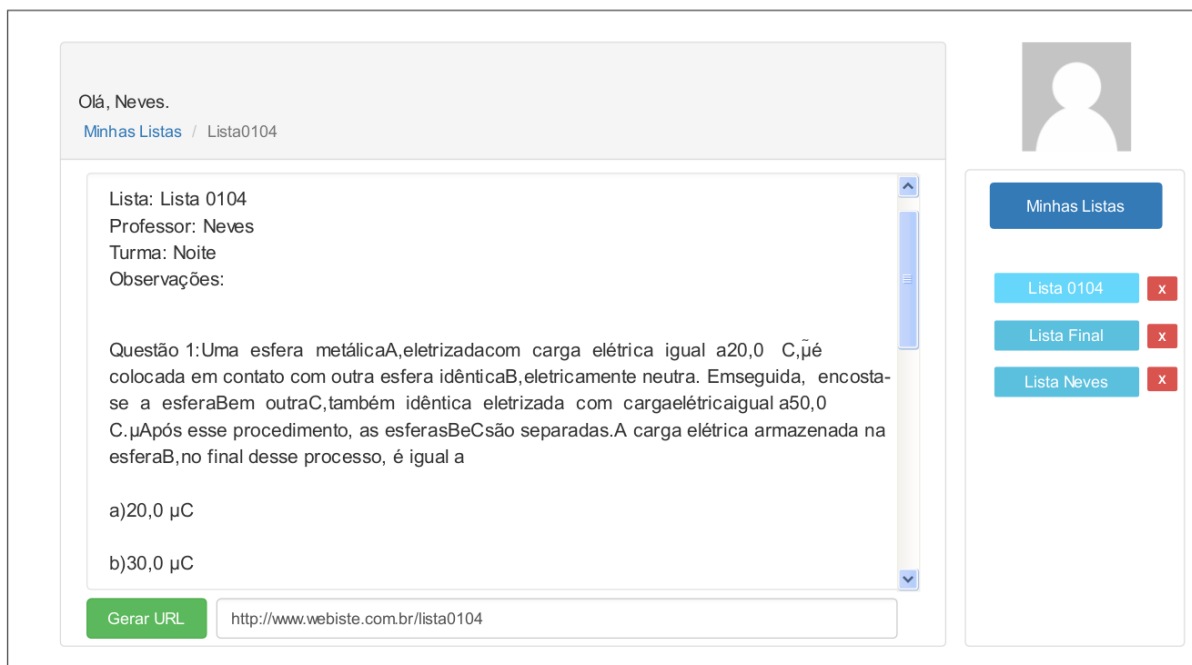 Olá, Neves.
Minhas Listas / Lista0104
Lista: Lista 0104
Professor: Neves
Turma: Noite
Observações:
Questão 1:Uma esfera metálicaA,eletrizadacom carga elétrica igual a20,0 C,µ̃é
colocada em contato com outra esfera idênticaB,eletricamente neutra. Emseguida, encosta-
se a esferaBem outraC,também idêntica eletrizada com cargaelétricaigual a50,0
C.µApós esse procedimento, as esferasBeCsão separadas.A carga elétrica armazenada na
esferaB,no final desse processo, é igual a
a)20,0 µC
b)30,0 µC
Gerar URL
http://www.webiste.com.br/lista0104
Minhas Listas
Lista 0104 x
Lista Final x
Lista Neves x